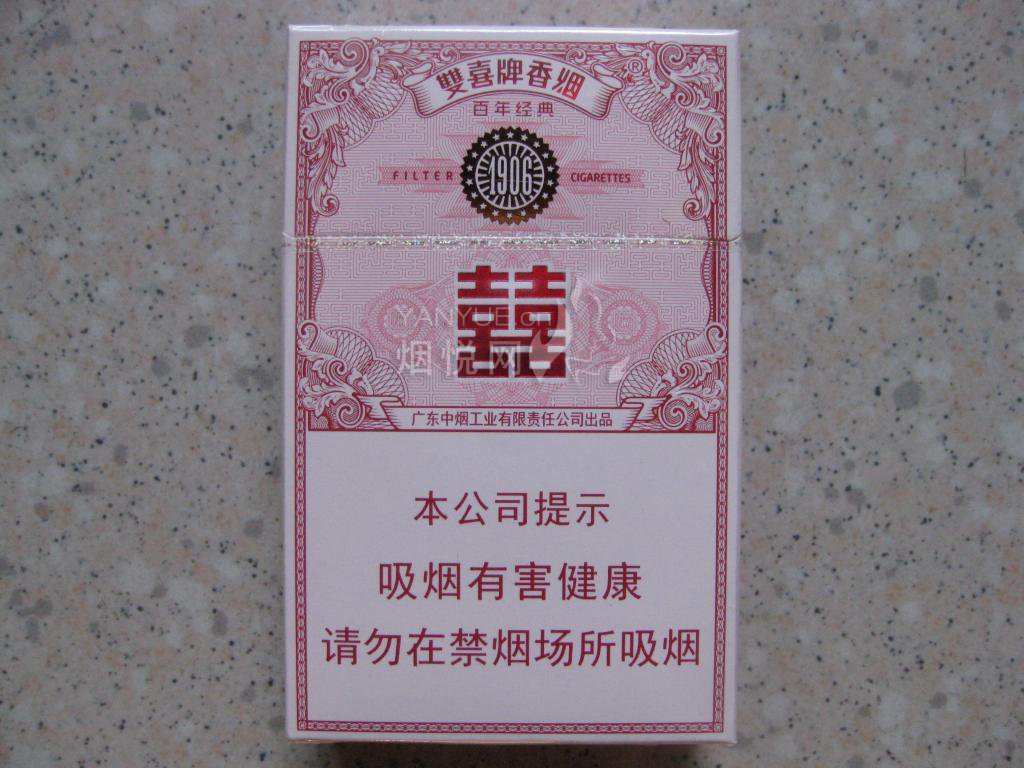 雙喜牌香烟
®
百年经典
FILTER 1906 CIGARETTES
囍
YANYUE.cn
烟悦网
广东中烟工业有限责任公司出品
本公司提示
吸烟有害健康
请勿在禁烟场所吸烟